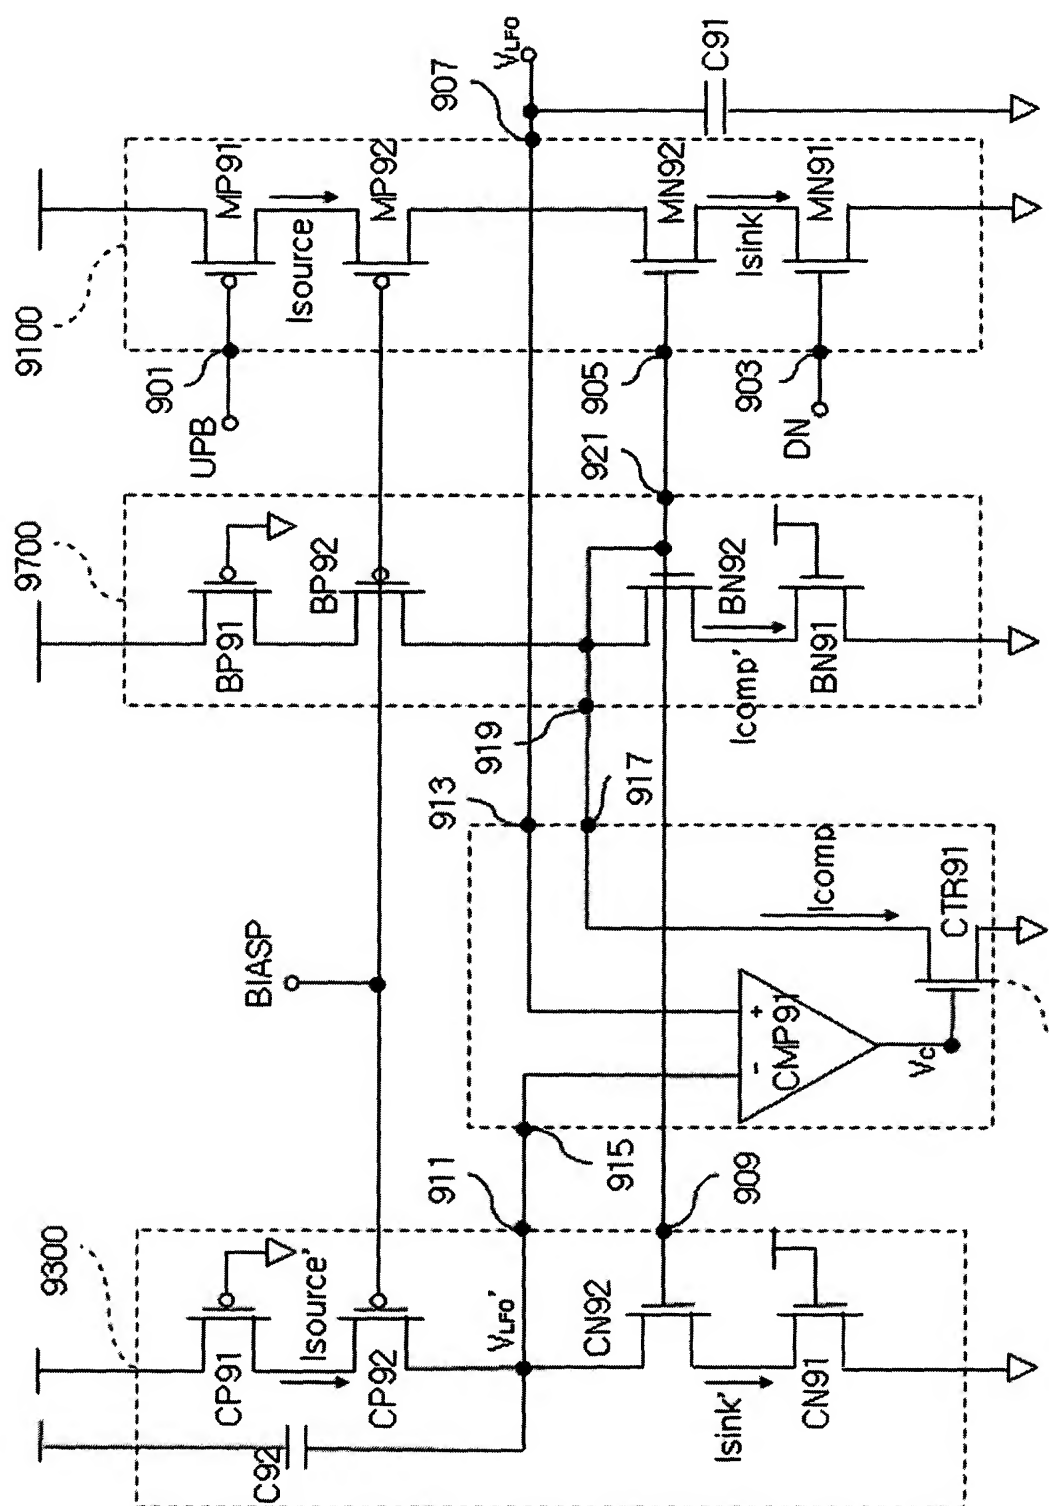 9300
9700
9100
C92
CP91
Isource'
CP92
VLFO'
911
915
CN92
909
Isink'
CN91
BIASP
913
919
917
CMP91
-
+
Vc
Icomp
CTR91
BP91
BP92
921
BN92
Icomp'
BN91
UPB
901
MP91
Isource
MP92
907
VLFO
905
MN92
Isink
903
DN
MN91
C91